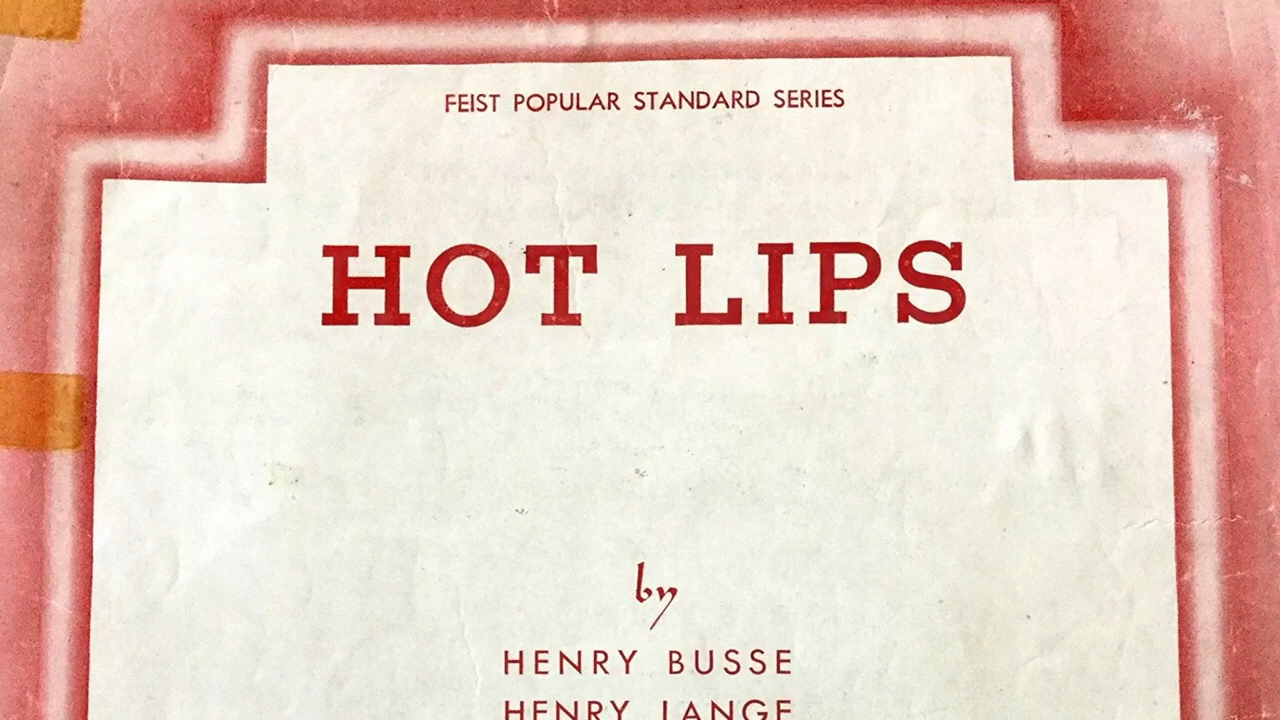 FEIST POPULAR STANDARD SERIES
HOT LIPS
by
HENRY BUSSE
HENRY LANGE